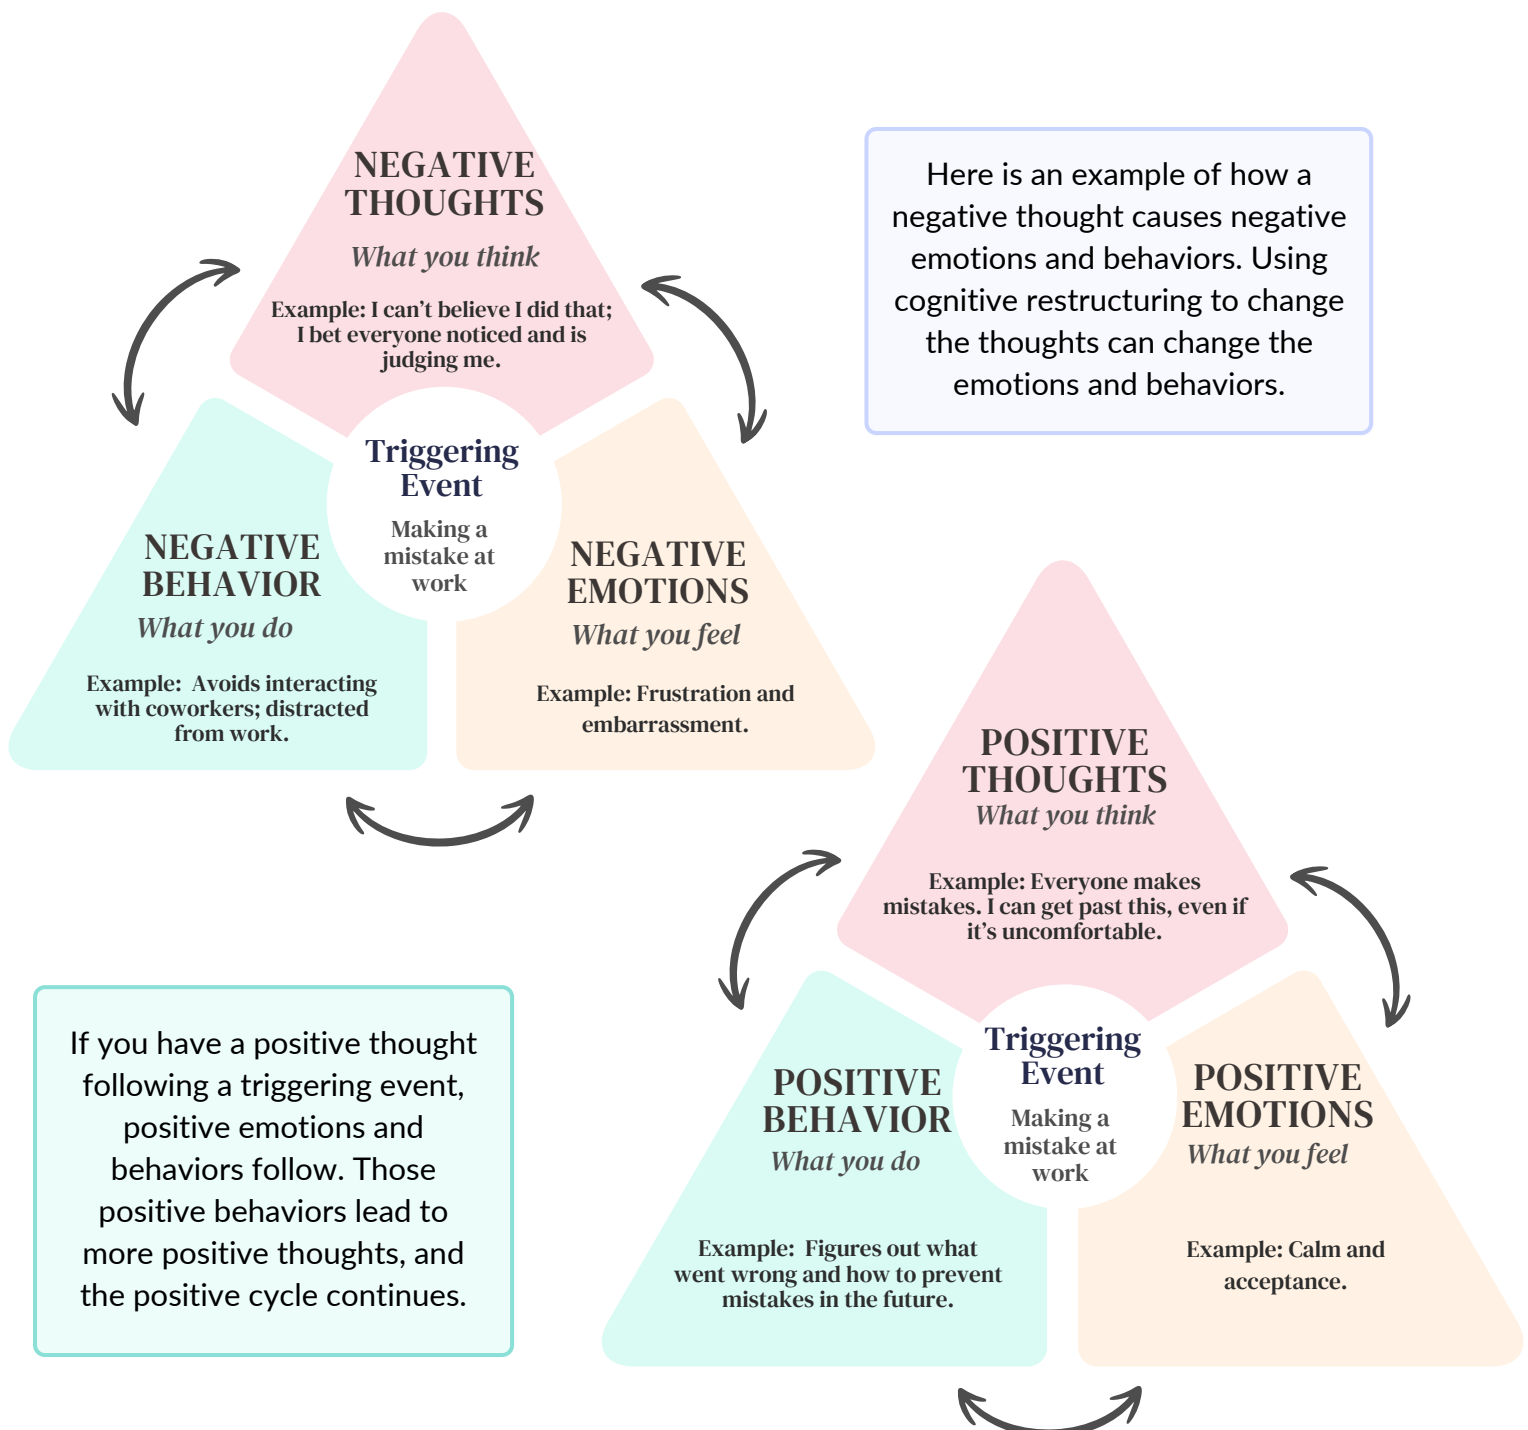 NEGATIVE
THOUGHTS
What you think
Example: I can't believe I did that;
I bet everyone noticed and is
judging me.
Here is an example of how a
negative thought causes negative
emotions and behaviors. Using
cognitive restructuring to change
the thoughts can change the
emotions and behaviors.
Triggering
Event
Making a
mistake at
work
NEGATIVE
BEHAVIOR
What you do
Example:  Avoids interacting
with coworkers; distracted
from work.
NEGATIVE
EMOTIONS
What you feel
Example: Frustration and
embarrassment.
POSITIVE
THOUGHTS
What you think
Example: Everyone makes
mistakes. I can get past this, even if
it's uncomfortable.
If you have a positive thought
following a triggering event,
positive emotions and
behaviors follow. Those
positive behaviors lead to
more positive thoughts, and
the positive cycle continues.
Triggering
Event
Making a
mistake at
work
POSITIVE
BEHAVIOR
What you do
Example:  Figures out what
went wrong and how to prevent
mistakes in the future.
POSITIVE
EMOTIONS
What you feel
Example: Calm and
acceptance.